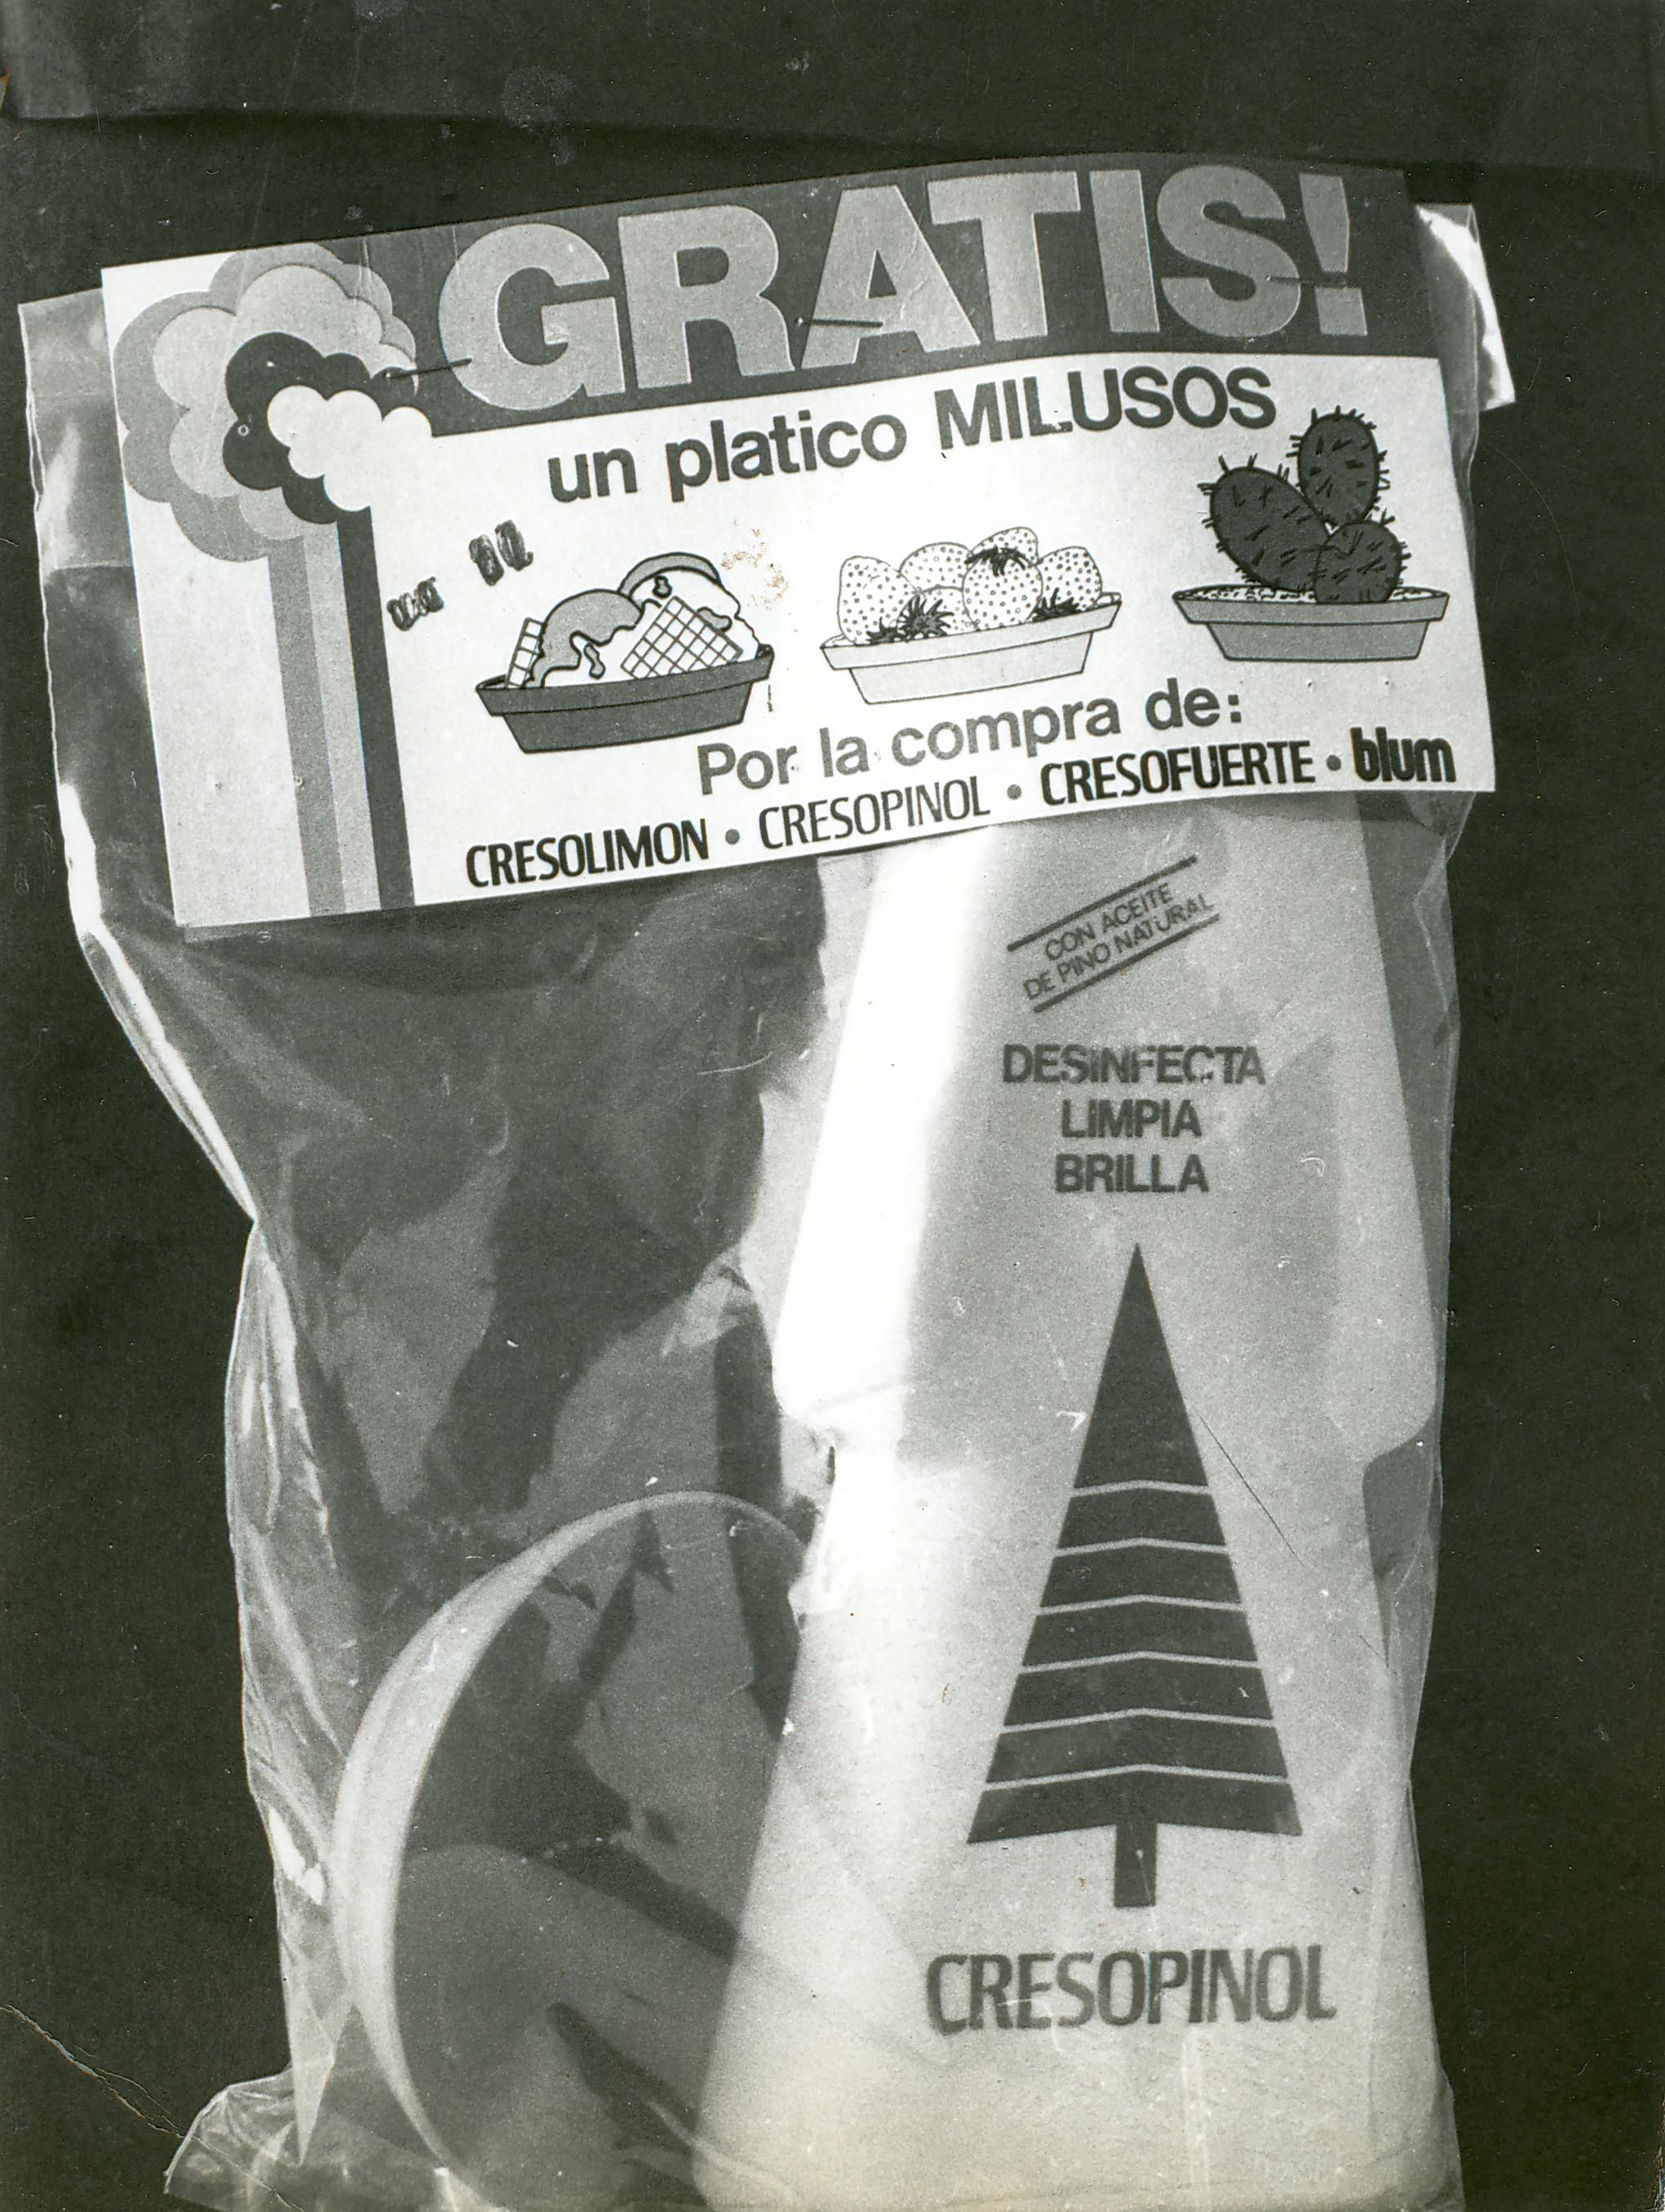 GRATIS!
un platico MILUSOS
Por la compra de:
CRESOLIMON • CRESOPINOL • CRESOFUERTE • blum
CON ACEITE
DE PINO NATURAL
DESINFECTA
LIMPIA
BRILLA
CRESOPINOL